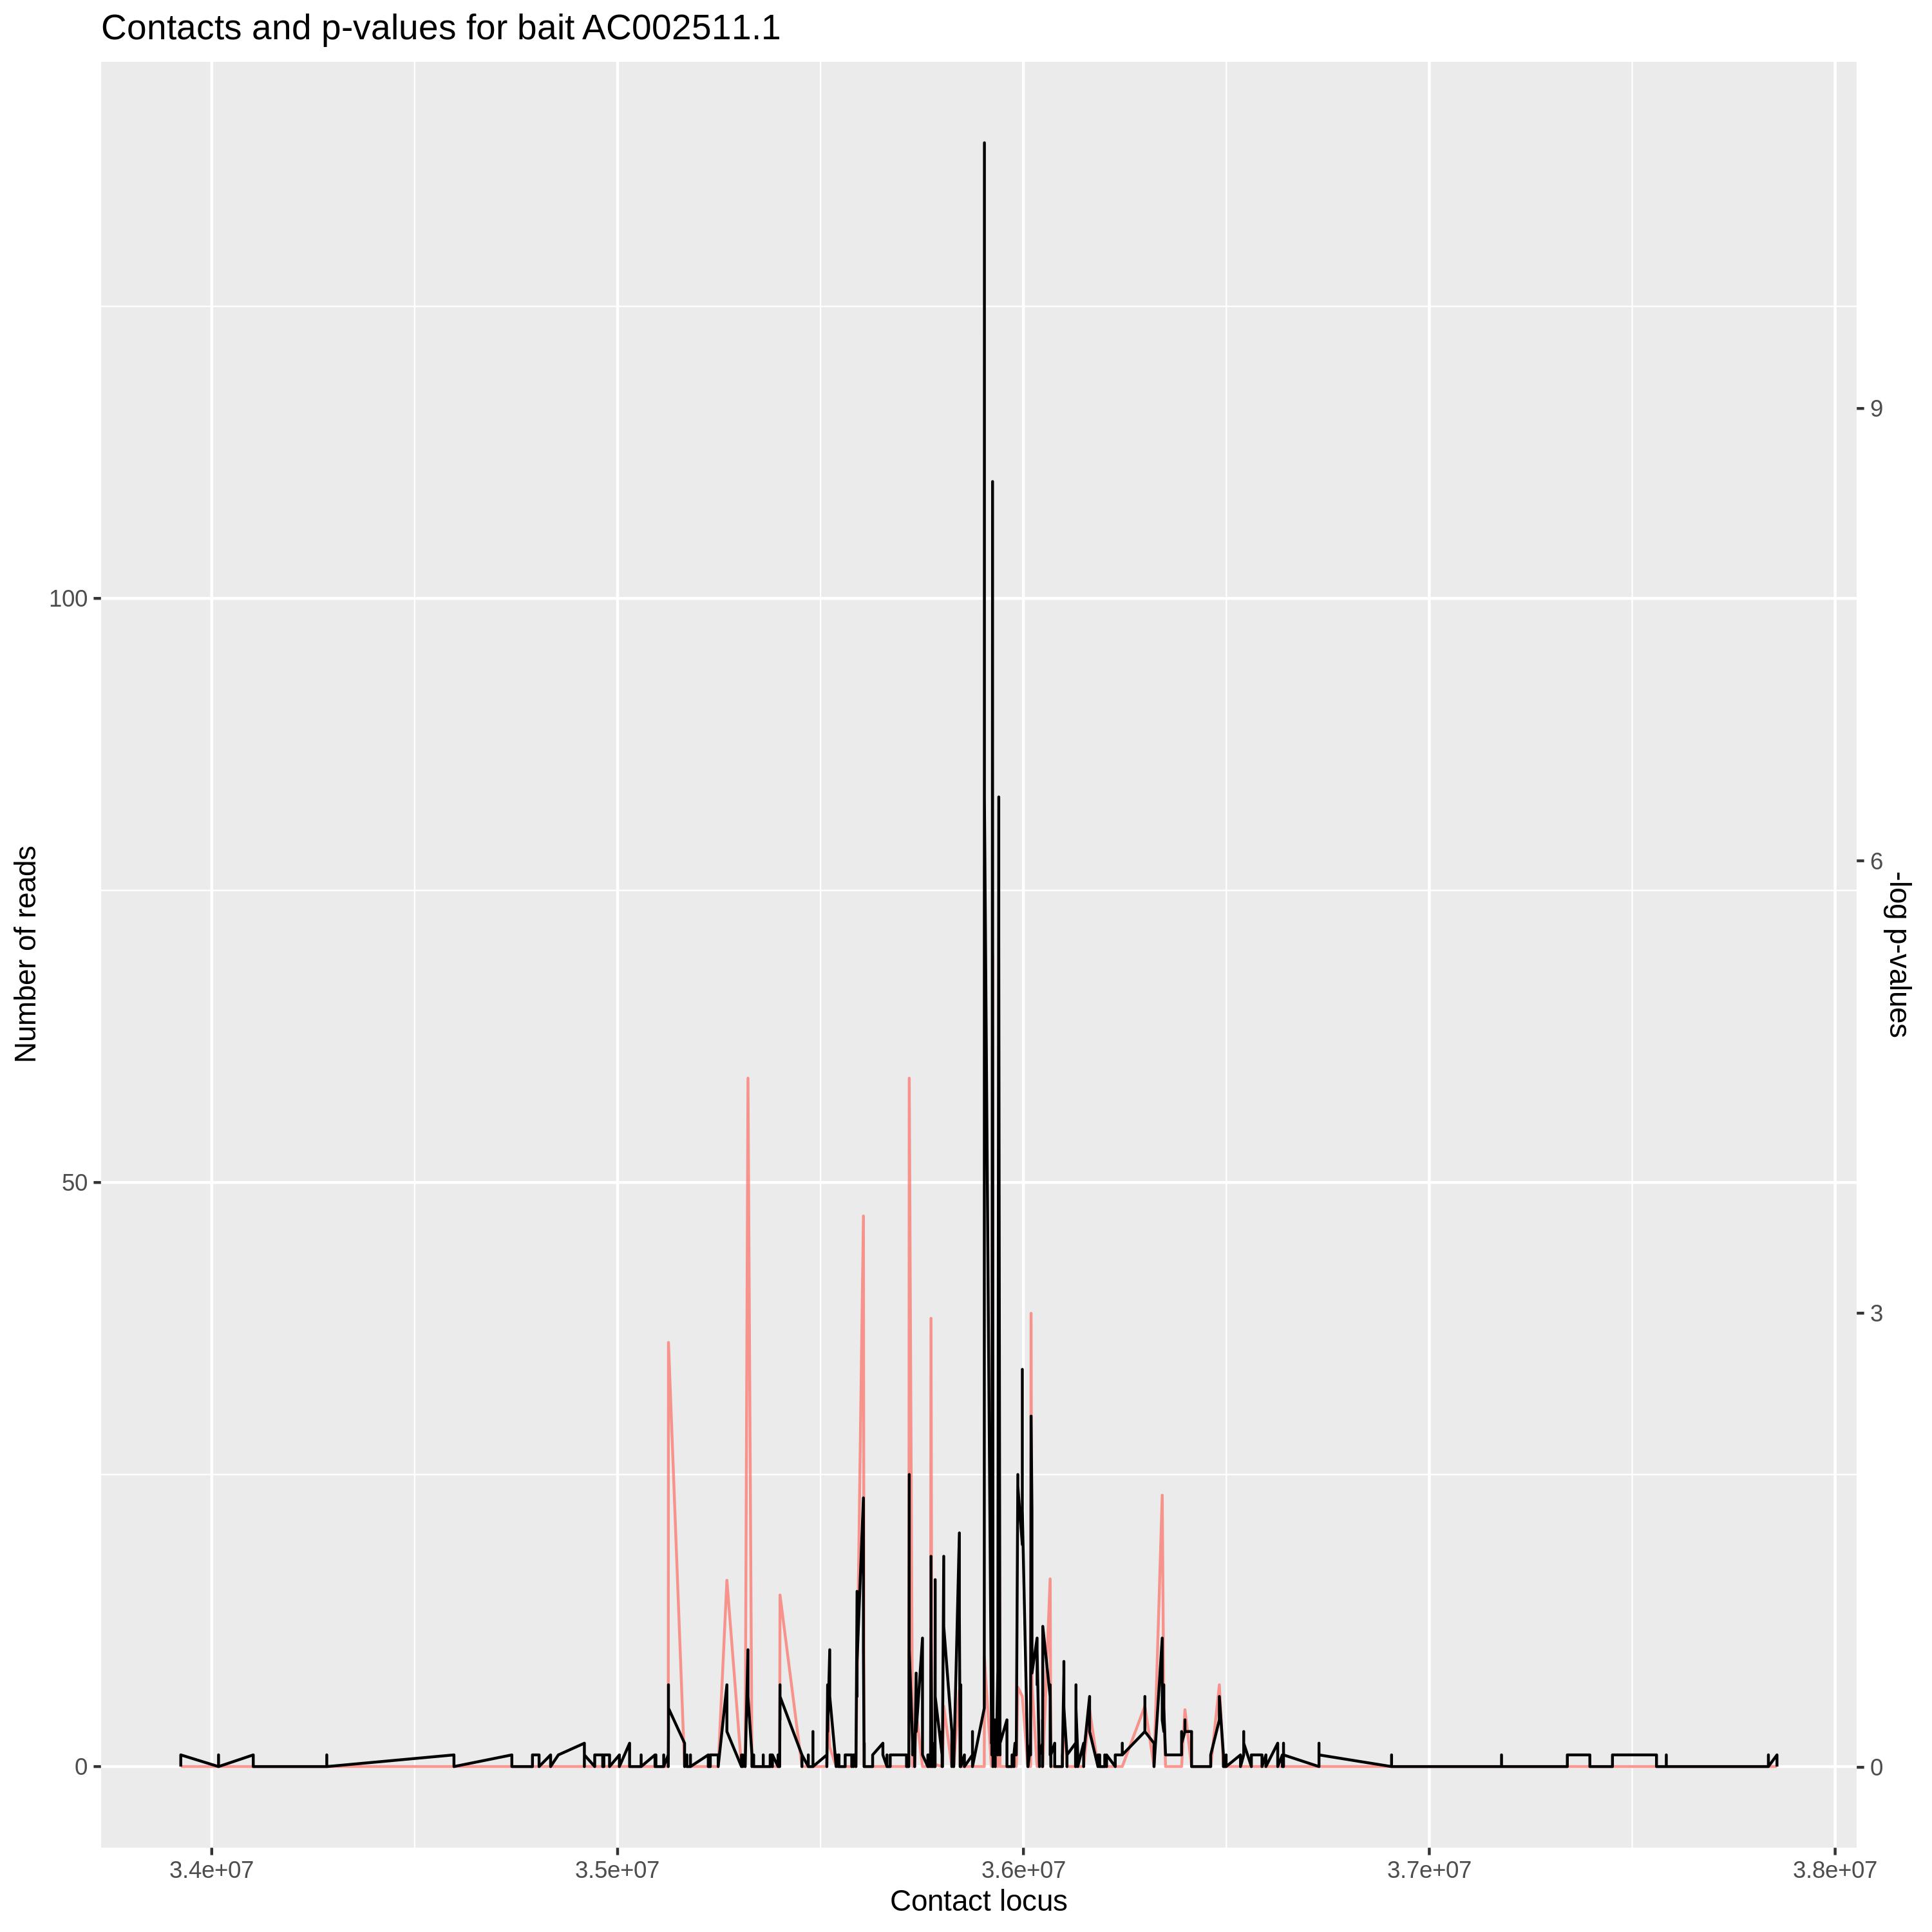 Contacts and p-values for bait AC002511.1
Number of reads
100
50
0
9
6
3
0
-log p-values
3.4e+07 3.5e+07 3.6e+07 3.7e+07 3.8e+07
Contact locus